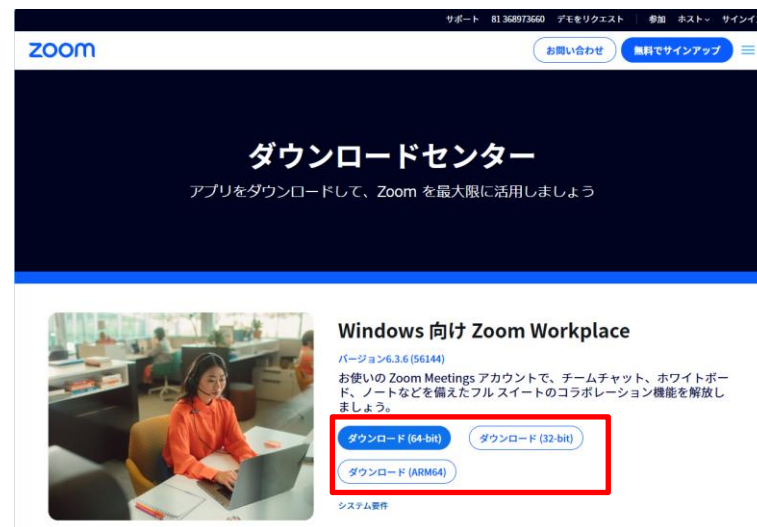 サポート 81 368973660 デモをリクエスト 参加 ホスト サインイ
zoom お問い合わせ 無料でサインアップ
ダウンロードセンター
アプリをダウンロードして、Zoom を最大限に活用しましょう
Windows 向け Zoom Workplace
バージョン6.3.6 (56144)
お使いの Zoom Meetings アカウントで、チームチャット、ホワイトボー
ド、ノートなどを備えたフル スイートのコラボレーション機能を解放し
ましょう。
ダウンロード (64-bit) ダウンロード (32-bit)
ダウンロード (ARM64)
システム要件